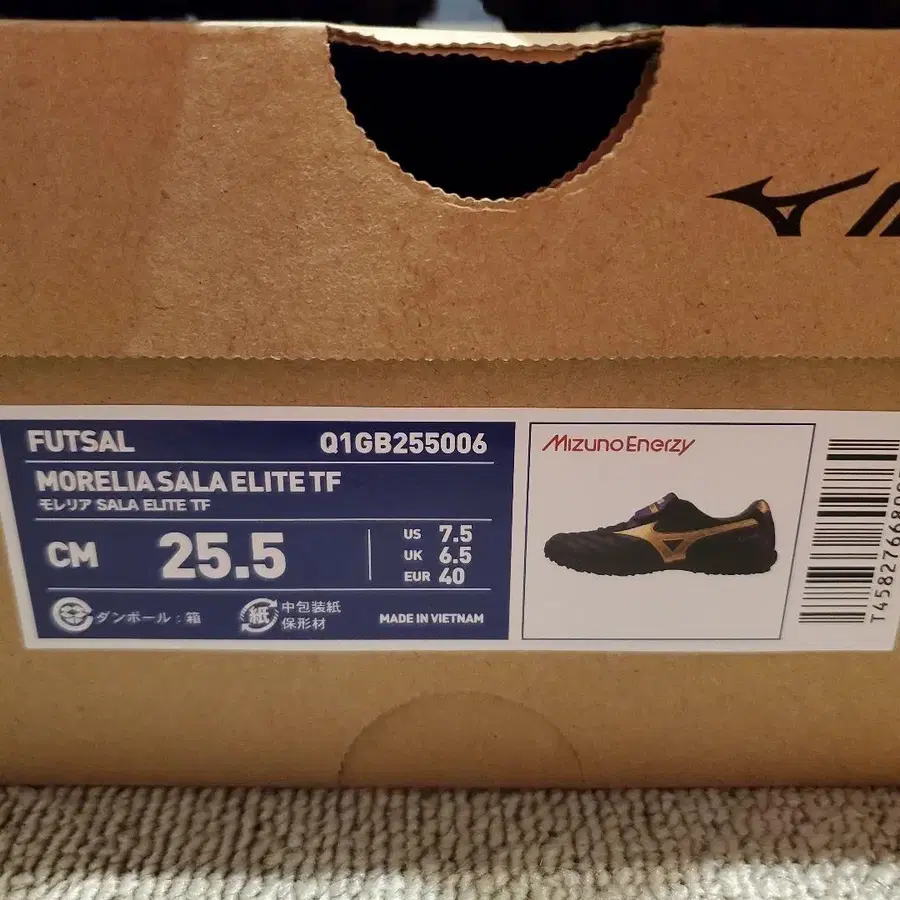 FUTSAL Q1GB255006
MORELIA SALA ELITE TF
モレリア SALA ELITE TF
CM 25.5
US 7.5
UK 6.5
EUR 40
ダンボール：箱
紙 中包装紙
保形材
MADE IN VIETNAM
Mizuno Enerzy